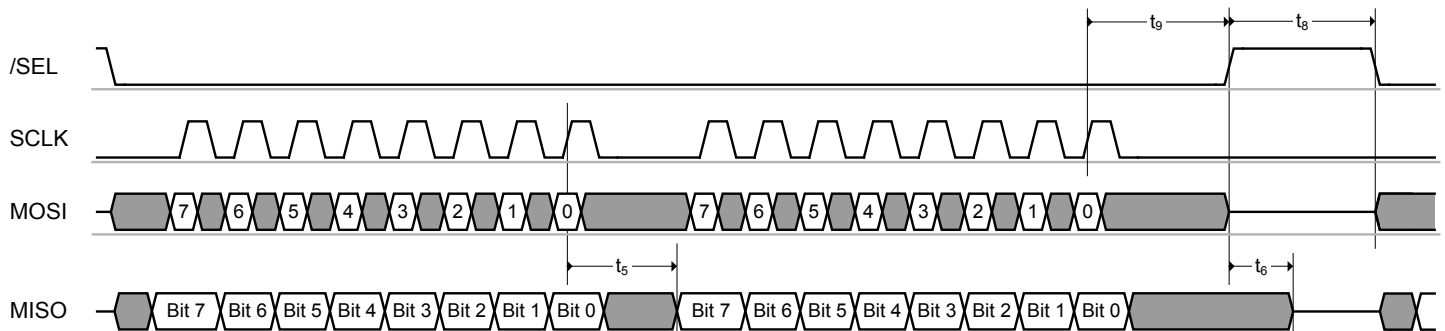 t9 t8
/SEL
SCLK
MOSI 7 6 5 4 3 2 1 0 7 6 5 4 3 2 1 0
t5 t6
MISO Bit 7 Bit 6 Bit 5 Bit 4 Bit 3 Bit 2 Bit 1 Bit 0 Bit 7 Bit 6 Bit 5 Bit 4 Bit 3 Bit 2 Bit 1 Bit 0